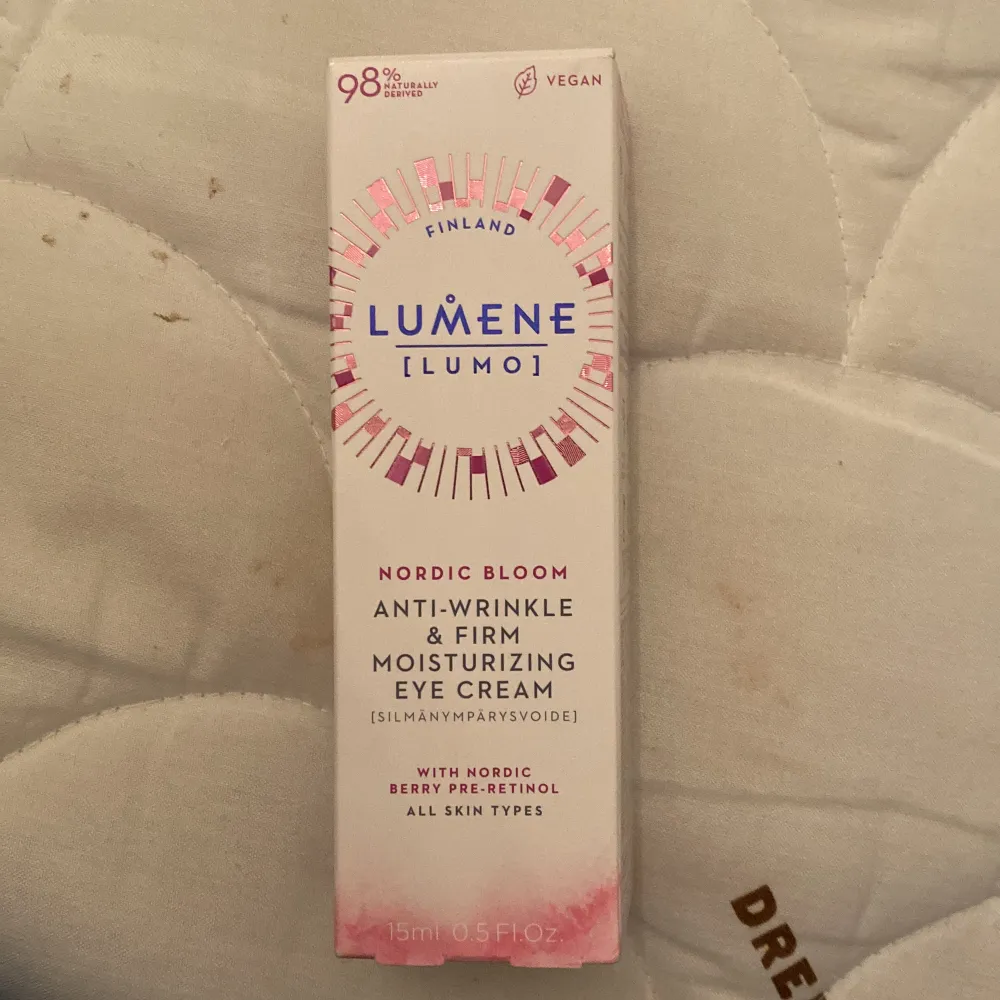 98% NATURALLY DERIVED
VEGAN
FINLAND
LUMENE
[LUMO]
NORDIC BLOOM
ANTI-WRINKLE
& FIRM
MOISTURIZING
EYE CREAM
[SILMÄNYMPÄRYSVOIDE]
WITH NORDIC
BERRY PRE-RETINOL
ALL SKIN TYPES
15ml 0.5 Fl.Oz.